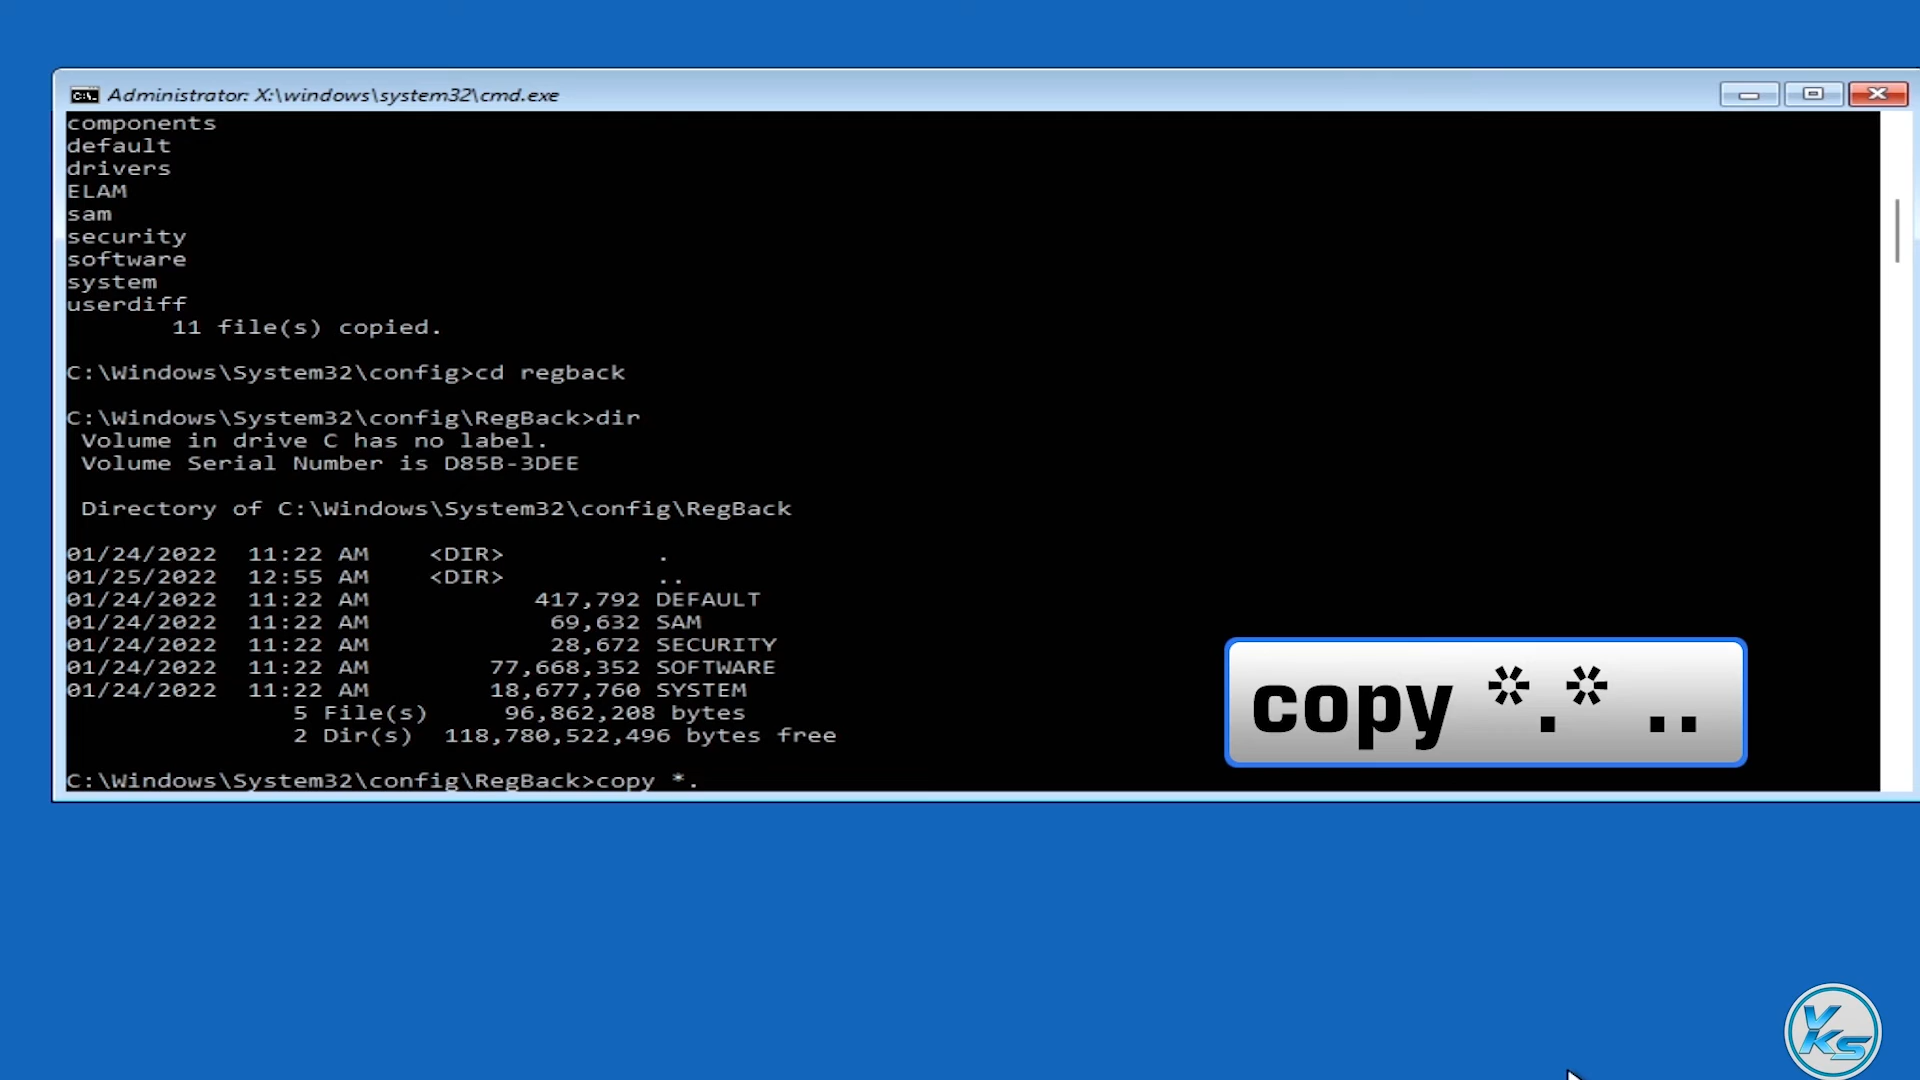 Administrator: X:\windows\system32\cmd.exe
components
default
drivers
ELAM
sam
security
software
system
userdiff
       11 file(s) copied.
C:\Windows\System32\config>cd regback
C:\Windows\System32\config\RegBack>dir
 Volume in drive C has no label.
 Volume Serial Number is D85B-3DEE
 Directory of C:\Windows\System32\config\RegBack
01/24/2022  11:22 AM    <DIR>          .
01/25/2022  12:55 AM    <DIR>          ..
01/24/2022  11:22 AM           417,792 DEFAULT
01/24/2022  11:22 AM            69,632 SAM
01/24/2022  11:22 AM            28,672 SECURITY
01/24/2022  11:22 AM        77,668,352 SOFTWARE
01/24/2022  11:22 AM        18,677,760 SYSTEM
               5 File(s)     96,862,208 bytes
               2 Dir(s)  118,780,522,496 bytes free
C:\Windows\System32\config\RegBack>copy *.
copy *.* ..
VKS